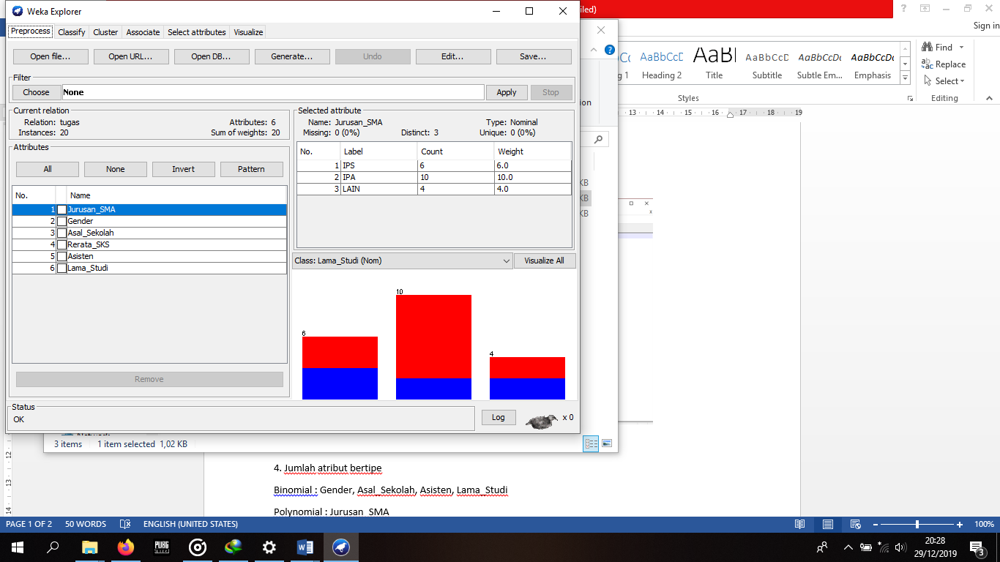 Weka Explorer
iled)
Sign in
Preprocess Classify Cluster Associate Select attributes Visualize
Open file... Open URL... Open DB... Generate... Undo Edit... Save...
Filter
Choose None Apply Stop
Current relation
Relation: tugas Attributes: 6
Instances: 20 Sum of weights: 20
Attributes
All None Invert Pattern
No. Name
1 Jurusan_SMA
2 Gender
3 Asal_Sekolah
4 Rerata_SKS
5 Asisten
6 Lama_Studi
Remove
Selected attribute
Name: Jurusan_SMA Type: Nominal
Missing: 0 (0%) Distinct: 3 Unique: 0 (0%)
No. Label Count Weight
1 IPS 6 6.0
2 IPA 10 10.0
3 LAIN 4 4.0
Class: Lama_Studi (Nom) Visualize All
6
10
4
Status
OK
Log x 0
AaBbCcDc AaBbCcD AaBbCcDc AaBbCcDc
g 1 Heading 2 Title Subtitle Subtle Em... Emphasis
Styles
Find
Replace
Select
Editing
ion
13 14 15 16 17 18 19
KB
KB
KB
Network
3 items 1 item selected 1,02 KB
12
13
14
4. Jumlah atribut bertipe
Binomial : Gender, Asal_Sekolah, Asisten, Lama_Studi
Polynomial : Jurusan_SMA
PAGE 1 OF 2 50 WORDS ENGLISH (UNITED STATES) 100%
PUBG
20:28
29/12/2019
3